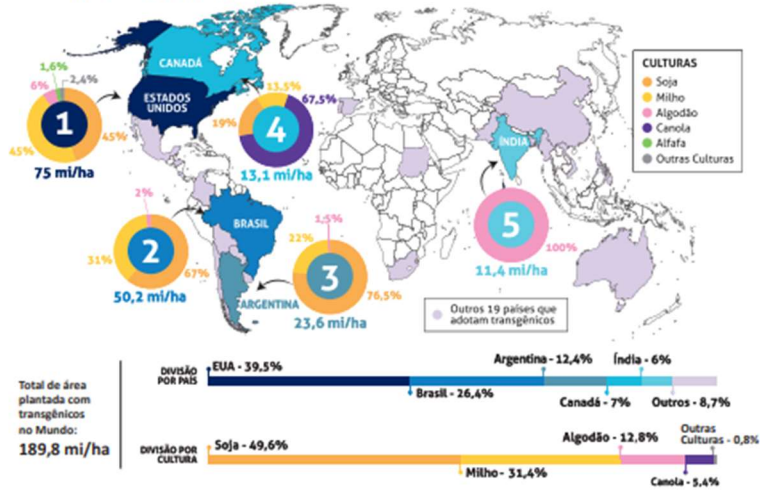 CANADÁ
ESTADOS
UNIDOS
1,6%
2,4%
6%
1
45%
45%
75 mi/ha
13,5%
67,5%
19%
4
13,1 mi/ha
CULTURAS
Soja
Milho
Algodão
Canola
Alfafa
Outras Culturas
ÍNDIA
BRASIL
2%
2
31%
67%
50,2 mi/ha
1,5%
22%
3
76,5%
ARGENTINA
23,6 mi/ha
5
100%
11,4 mi/ha
Outros 19 países que
adotam transgênicos
Total de área
plantada com
transgênicos
no Mundo:
189,8 mi/ha
DIVISÃO
POR PAÍS
EUA - 39,5%
Brasil - 26,4%
Argentina - 12,4%
Canadá - 7%
Índia - 6%
Outros - 8,7%
DIVISÃO POR
CULTURA
Soja - 49,6%
Milho - 31,4%
Algodão - 12,8%
Canola - 5,4%
Outras
Culturas - 0,8%